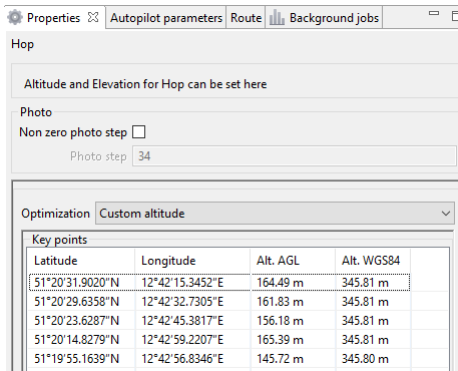 Properties Autopilot parameters Route Background jobs
Hop
Altitude and Elevation for Hop can be set here
Photo
Non zero photo step
Photo step 34
Optimization Custom altitude
Key points
Latitude Longitude Alt. AGL Alt. WGS84
51°20'31.9020"N 12°42'15.3452"E 164.49 m 345.81 m
51°20'29.6358"N 12°42'32.7305"E 161.83 m 345.81 m
51°20'23.6287"N 12°42'45.3817"E 156.18 m 345.81 m
51°20'14.8279"N 12°42'59.2207"E 165.39 m 345.81 m
51°19'55.1639"N 12°42'56.8346"E 145.72 m 345.80 m